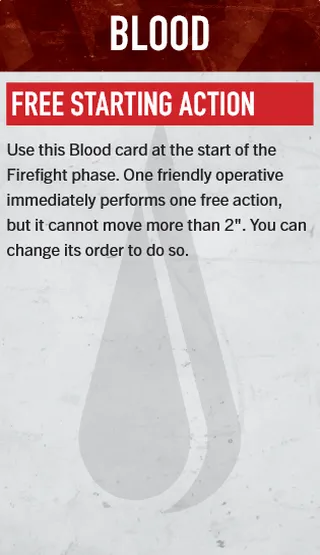 BLOOD
FREE STARTING ACTION
Use this Blood card at the start of the
Firefight phase. One friendly operative
immediately performs one free action,
but it cannot move more than 2". You can
change its order to do so.